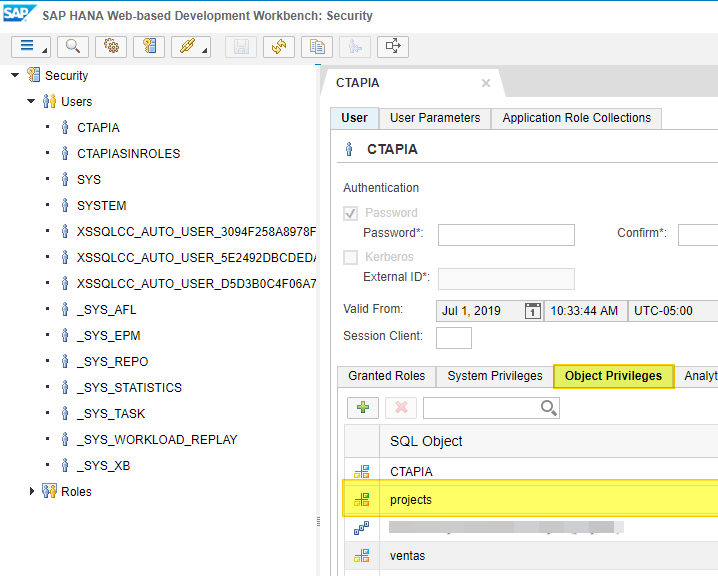 SAP SAP HANA Web-based Development Workbench: Security
Security
Users
CTAPIA
CTAPIASINROLES
SYS
SYSTEM
XSSQLCC_AUTO_USER_3094F258A8978F
XSSQLCC_AUTO_USER_5E2492DBCDEDA
XSSQLCC_AUTO_USER_D5D3B0C4F06A7
_SYS_AFL
_SYS_EPM
_SYS_REPO
_SYS_STATISTICS
_SYS_TASK
_SYS_WORKLOAD_REPLAY
_SYS_XB
Roles
CTAPIA
User User Parameters Application Role Collections
CTAPIA
Authentication
Password
Password*: Confirm*:
Kerberos
External ID*:
Valid From: Jul 1, 2019 1 10:33:44 AM UTC-05:00
Session Client:
Granted Roles System Privileges Object Privileges Analyt
SQL Object
CTAPIA
projects
ventas